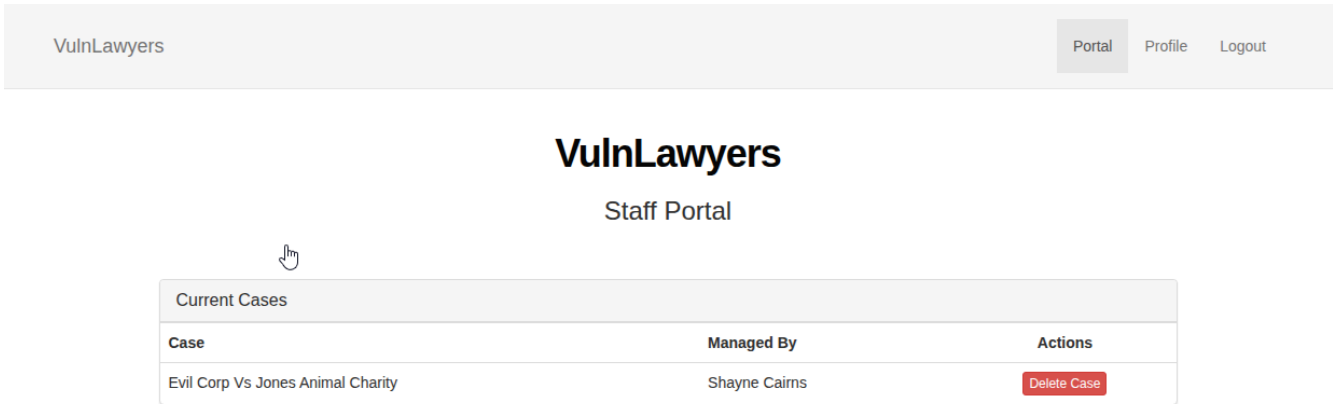 VulnLawyers Portal Profile Logout
VulnLawyers
Staff Portal
Current Cases
Case Managed By Actions
Evil Corp Vs Jones Animal Charity Shayne Cairns Delete Case